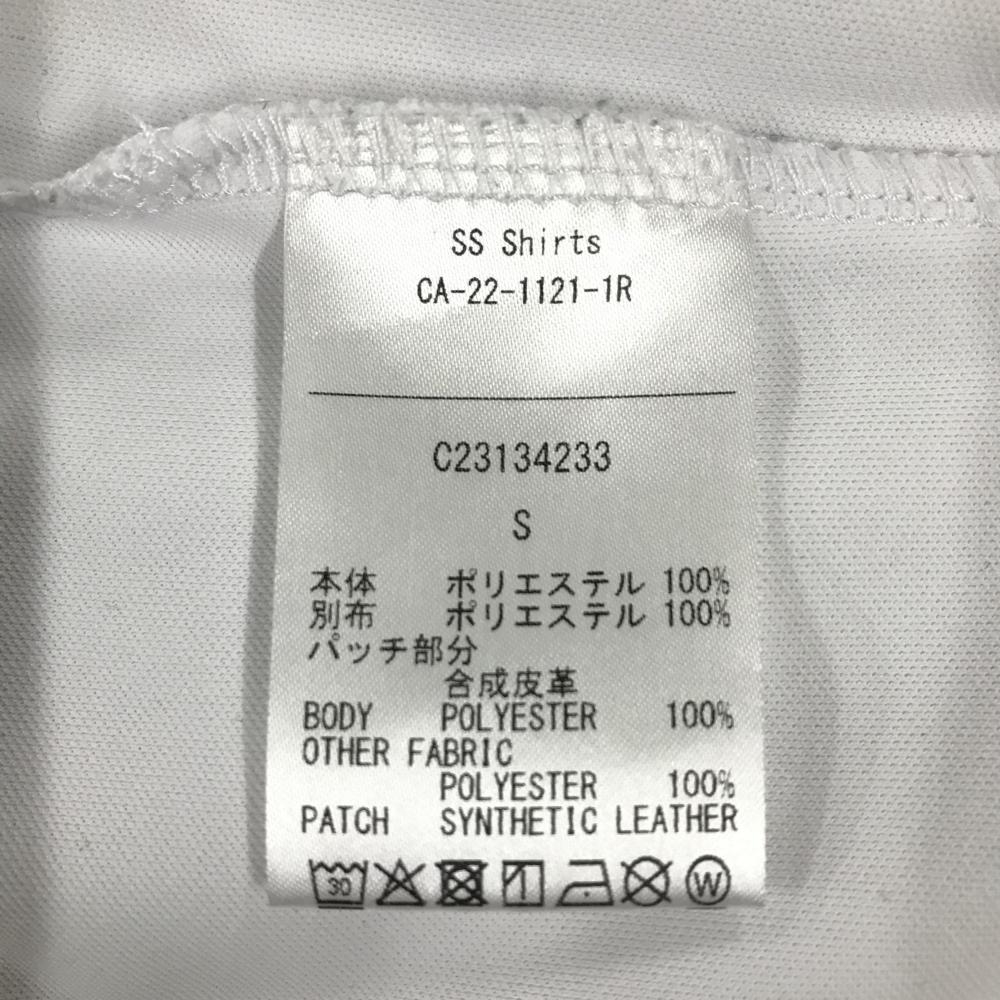 SS Shirts
CA-22-1121-1R
C23134233
S
本体 ポリエステル 100%
別布 ポリエステル 100%
パッチ部分
合成皮革
BODY POLYESTER 100%
OTHER FABRIC
POLYESTER 100%
PATCH SYNTHETIC LEATHER
30 W